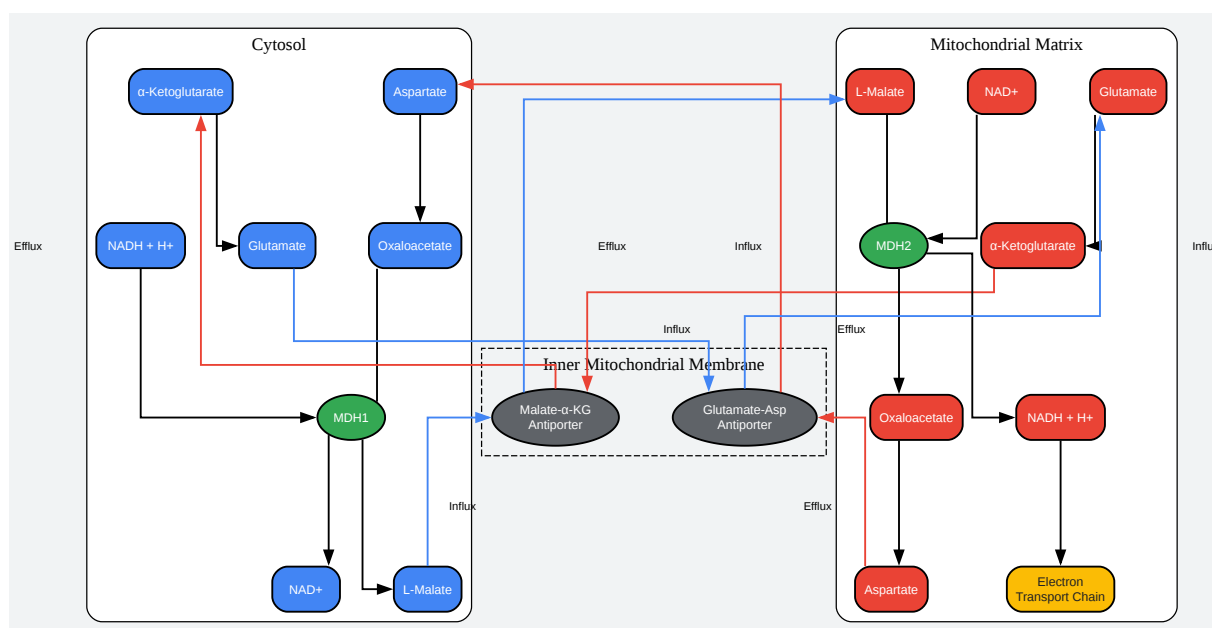 Cytosol
Mitochondrial Matrix
α-Ketoglutarate
Aspartate
L-Malate
NAD+
Glutamate
Efflux
NADH + H+
Glutamate
Oxaloacetate
Efflux
Influx
MDH2
α-Ketoglutarate
Influ
Influx
Efflux
Inner Mitochondrial Membrane
MDH1
Malate-α-KG
Antiporter
Glutamate-Asp
Antiporter
Oxaloacetate
NADH + H+
Influx
Efflux
NAD+
L-Malate
Aspartate
Electron
Transport Chain